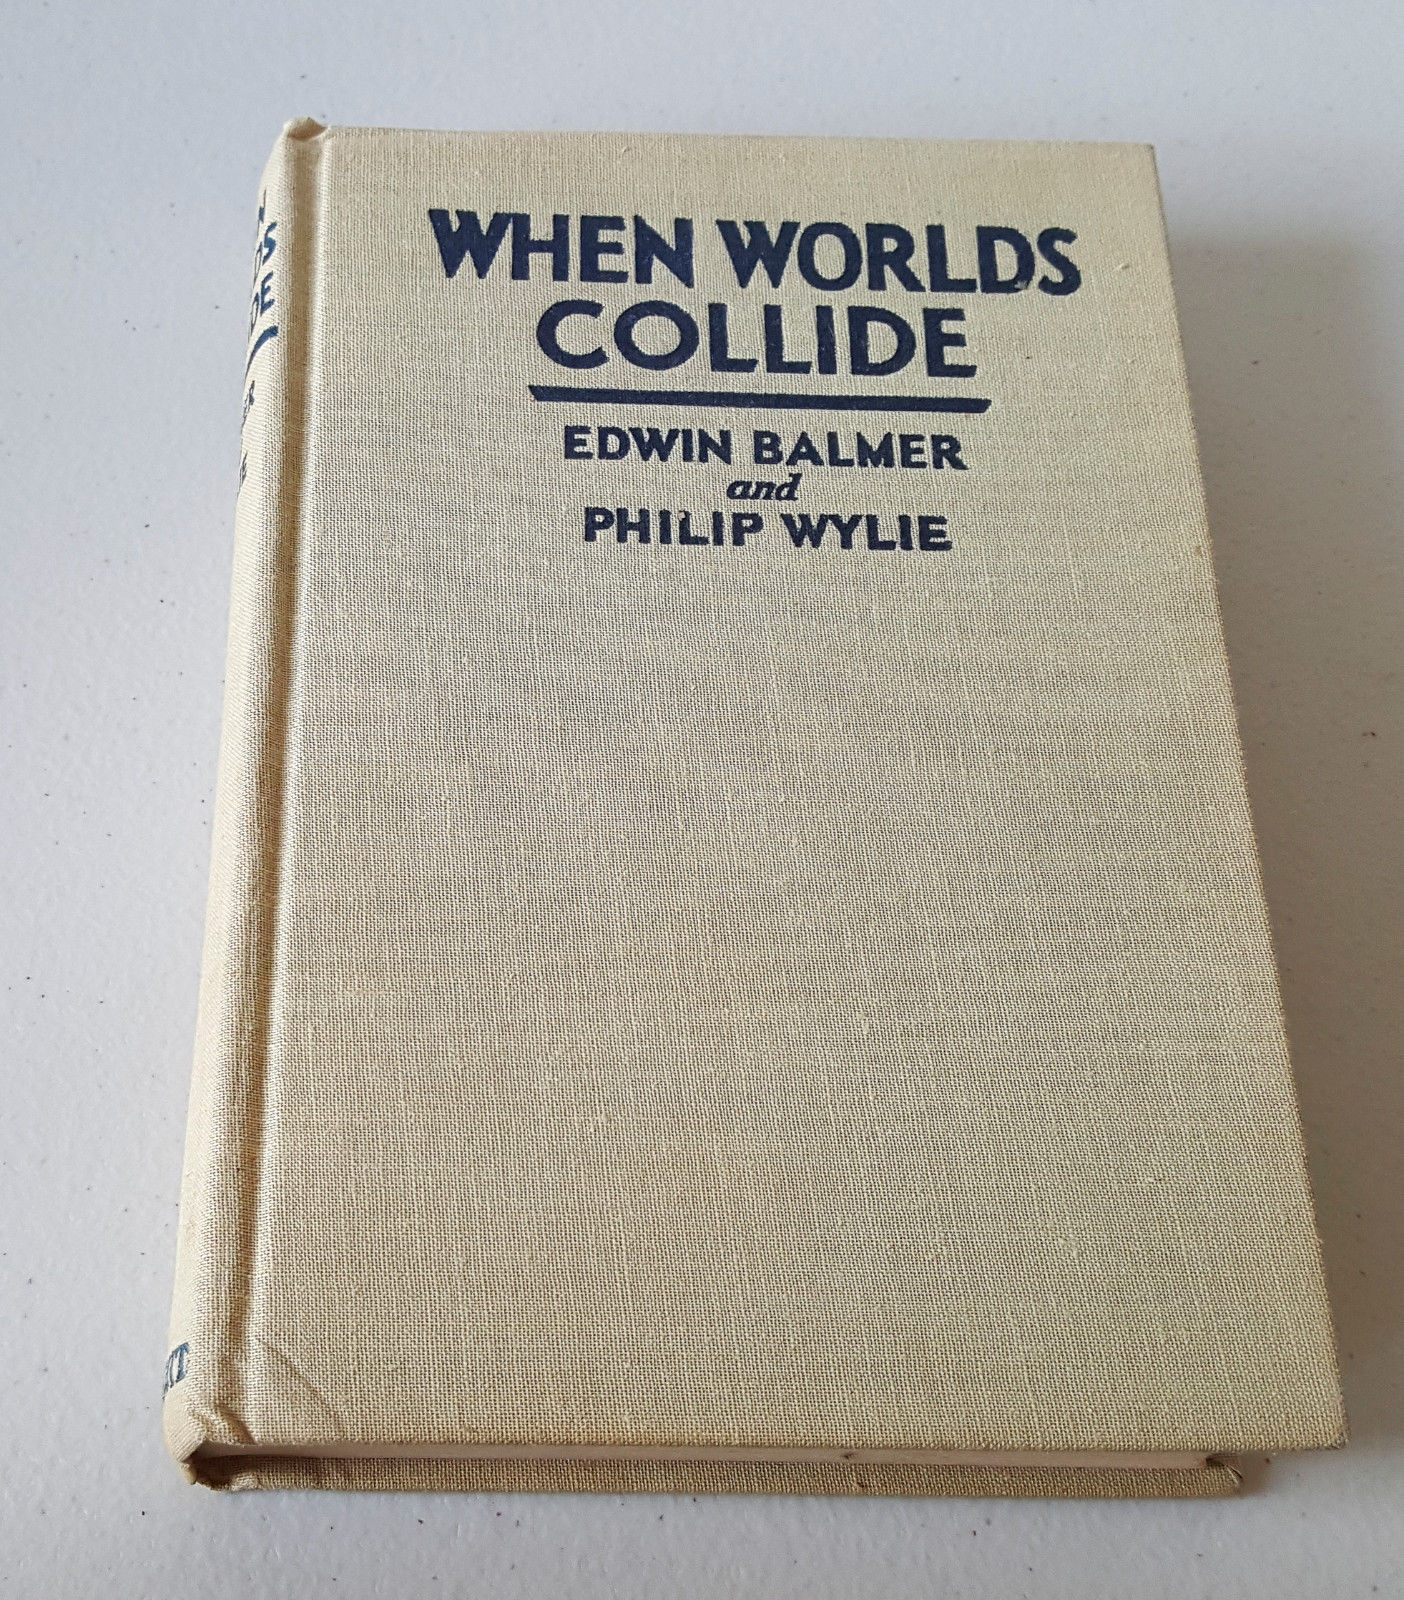 WHEN WORLDS
COLLIDE
EDWIN BALMER
and
PHILIP WYLIE